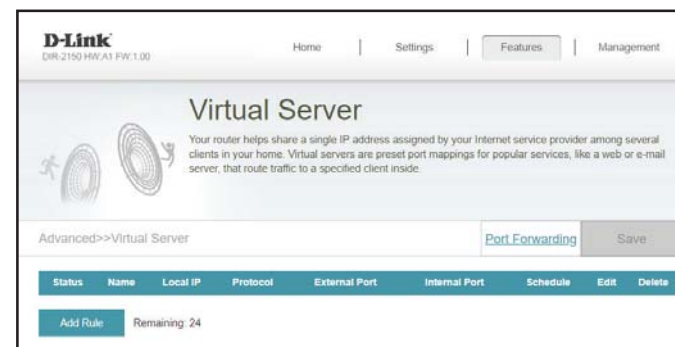 D-Link
DIR-2150 HW:A1 FW:1.00
Home | Settings | Features | Management
Virtual Server
Your router helps share a single IP address assigned by your Internet service provider among several
clients in your home. Virtual servers are preset port mappings for popular services, like a web or e-mail
server, that route traffic to a specified client inside.
Advanced>>Virtual Server Port Forwarding Save
Status Name Local IP Protocol External Port Internal Port Schedule Edit Delete
Add Rule Remaining: 24